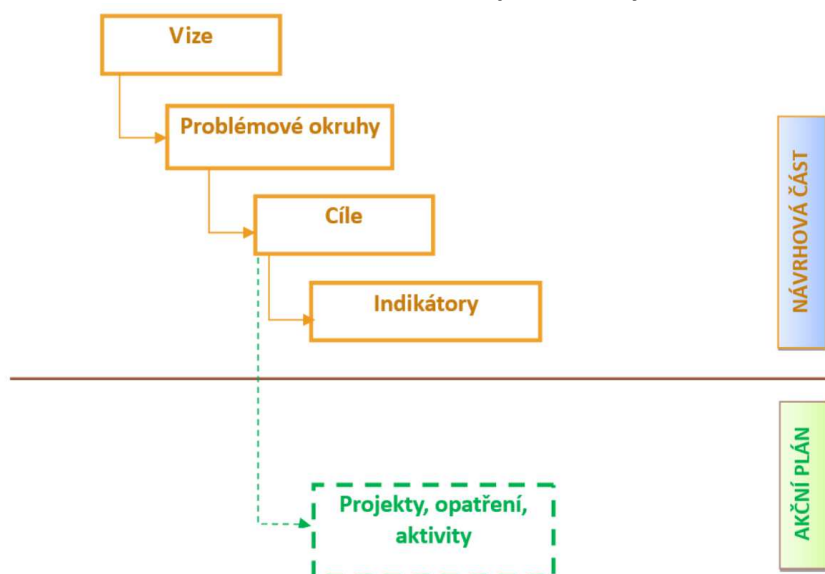 Vize
Problémové okruhy
Cíle
Indikátory
NÁVRHOVÁ ČÁST
Projekty, opatření,
aktivity
AKČNÍ PLÁN